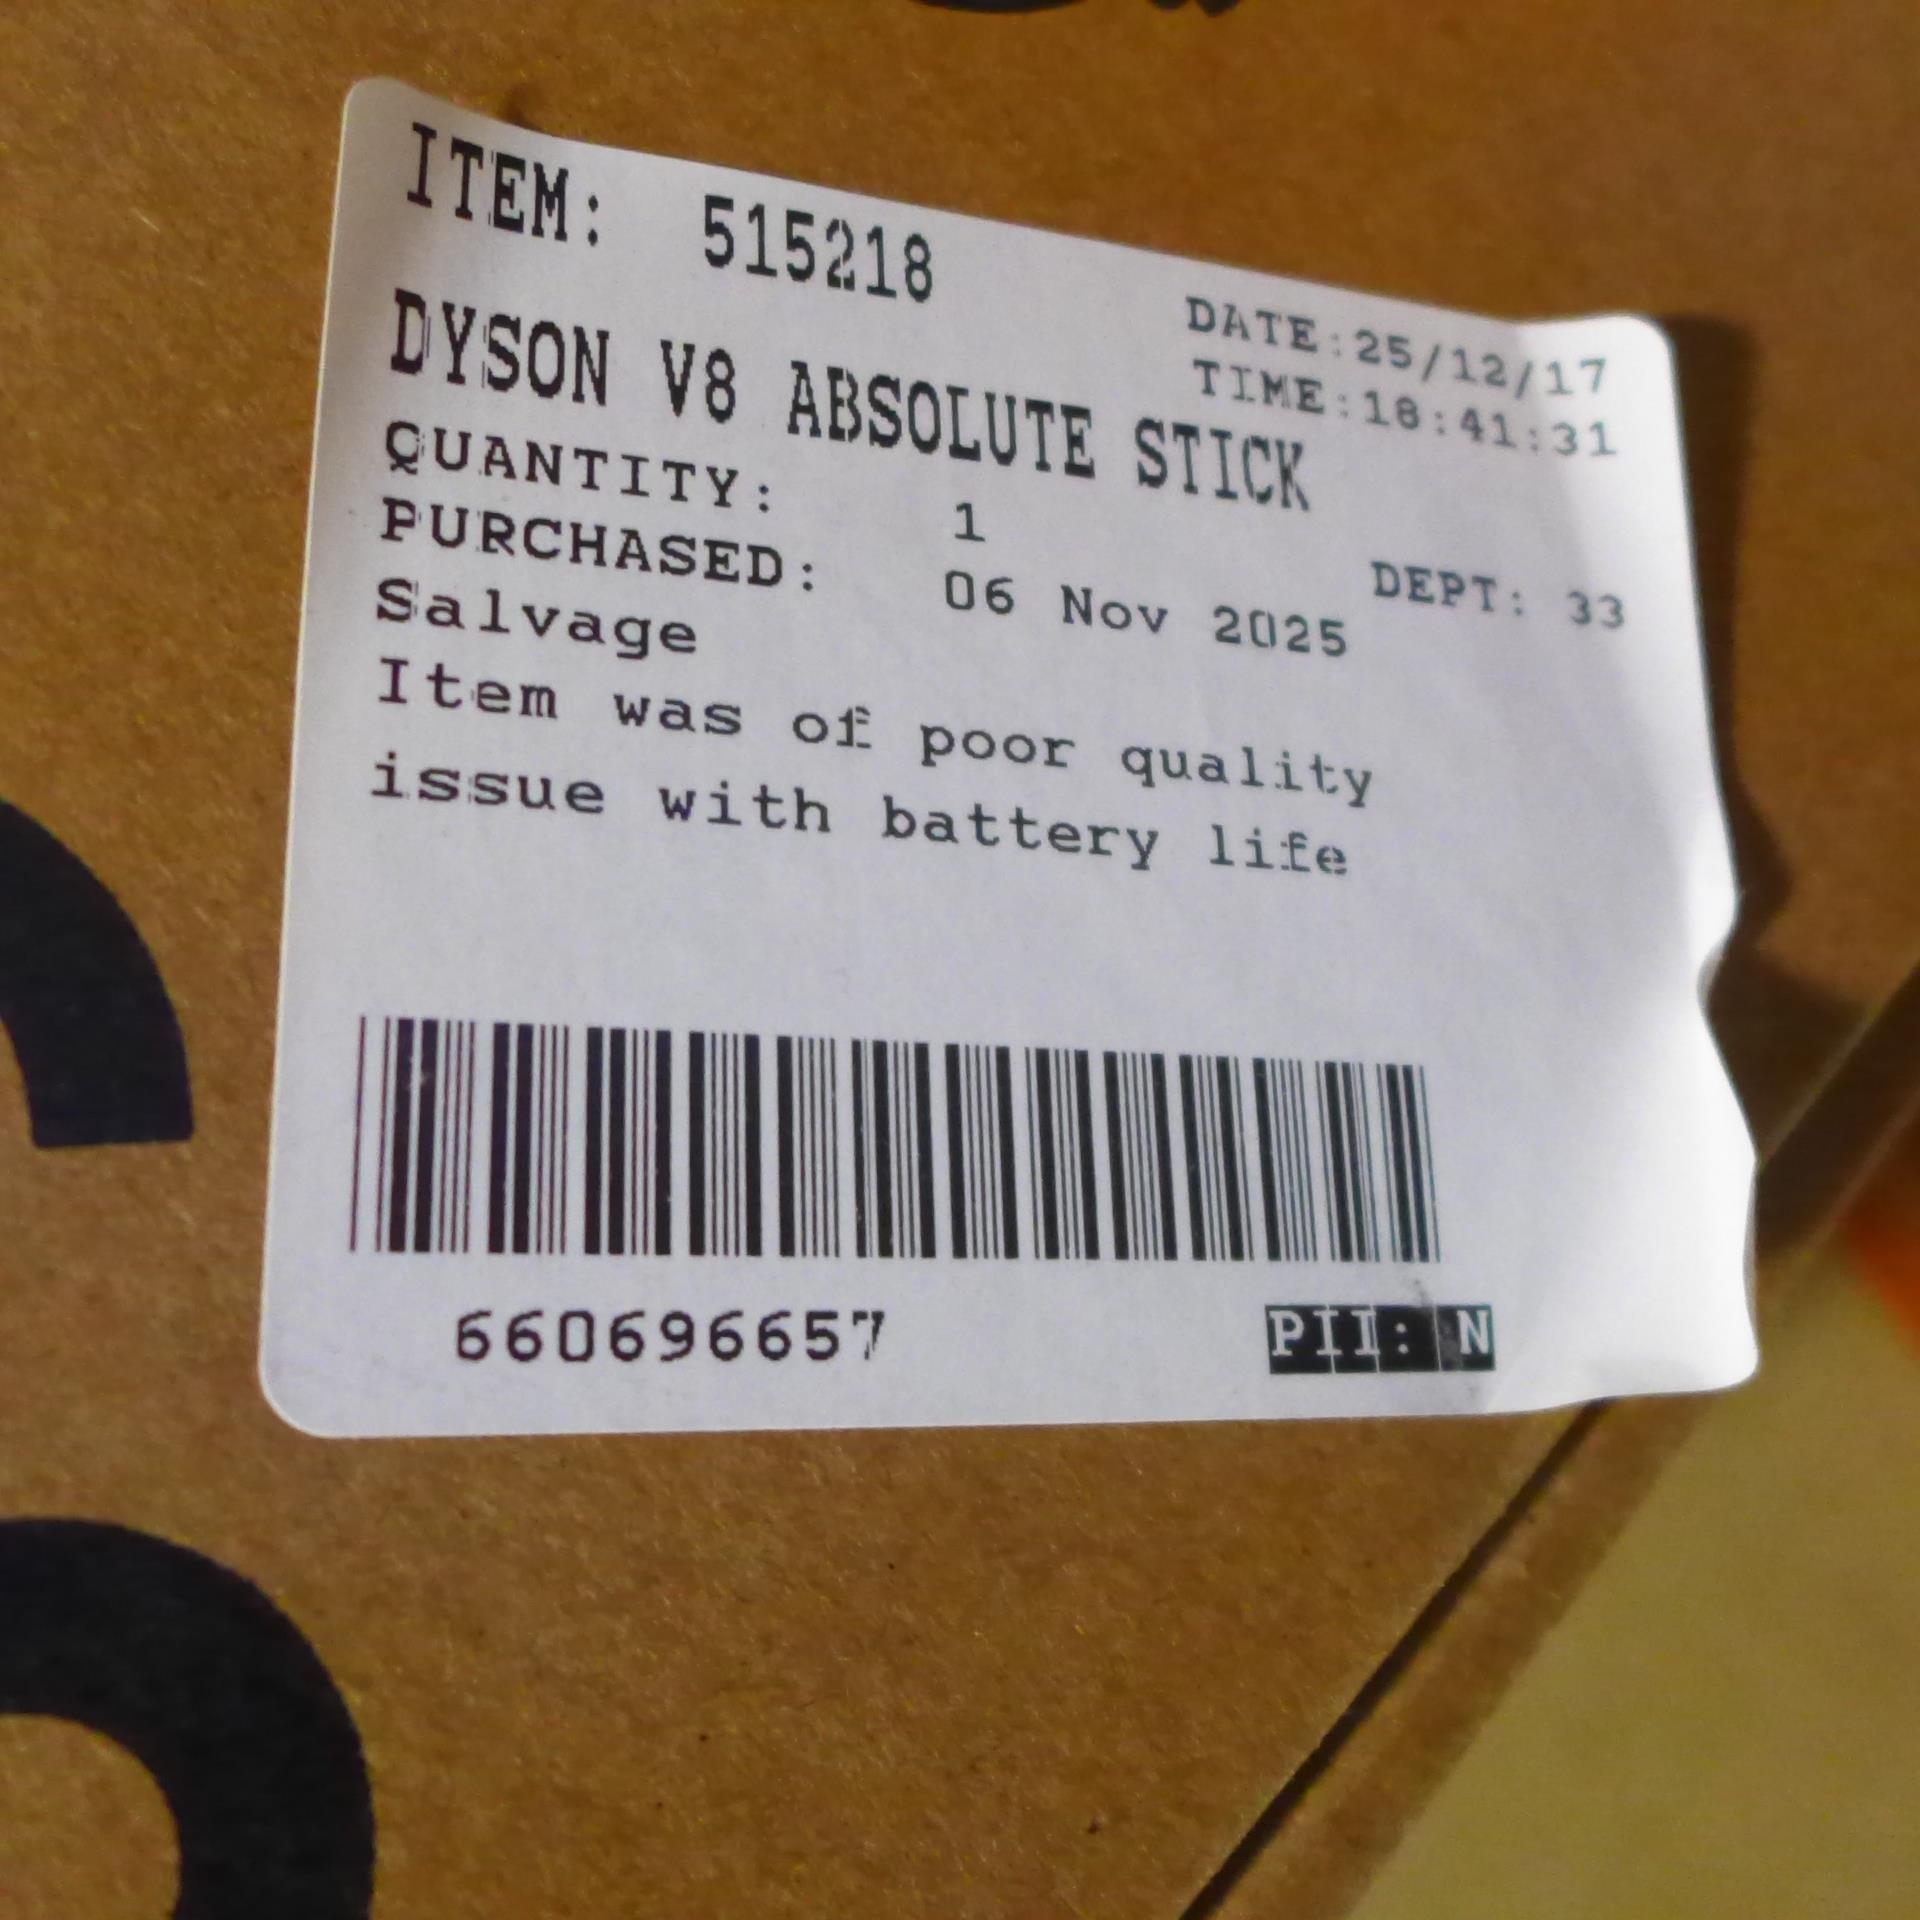 ITEM: 515218
DATE:25/12/17
TIME:18:41:31
DYSON V8 ABSOLUTE STICK
QUANTITY: 1
DEPT: 33
PURCHASED: 06 Nov 2025
Salvage
Item was of poor quality
issue with battery life
660696657
PII: N